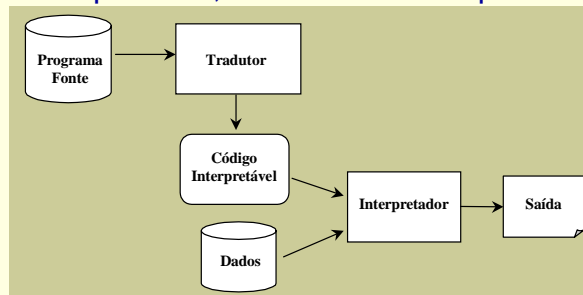 Programa
Fonte
Tradutor
Código
Interpretável
Interpretador
Saída
Dados